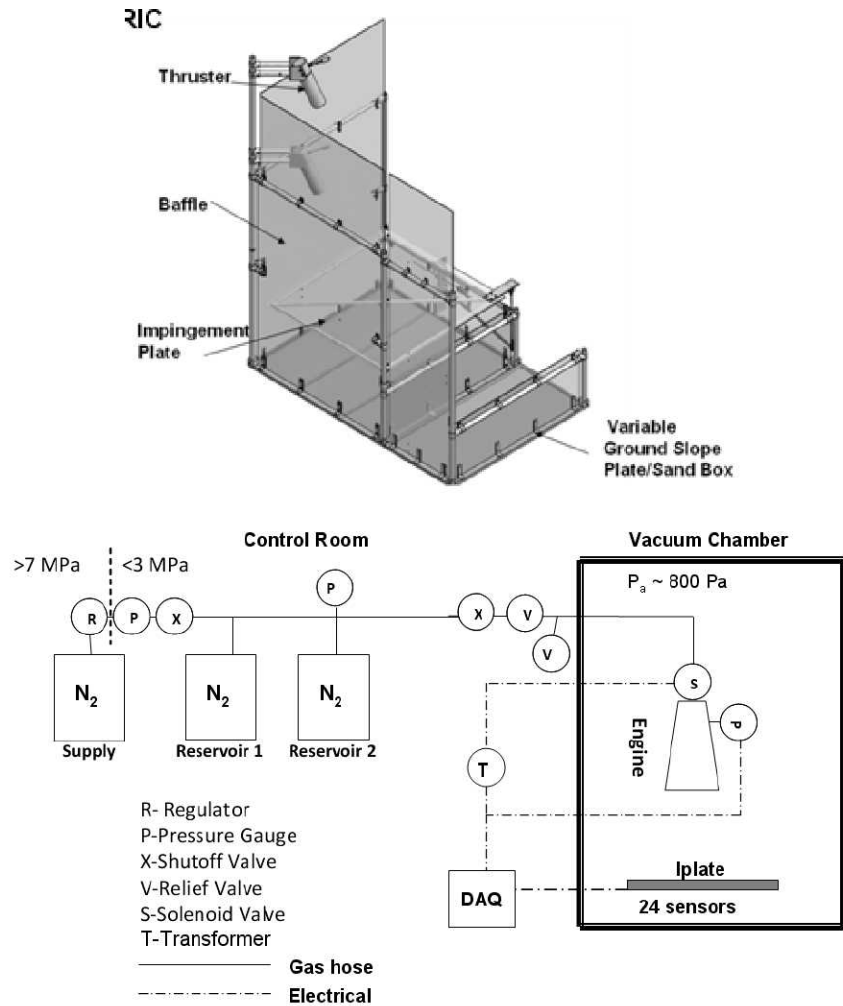 RIC
Thruster
Baffle
Impingement
Plate
Variable
Ground Slope
Plate/Sand Box
Control Room
Vacuum Chamber
>7 MPa
<3 MPa
Pa ~ 800 Pa
P
R
P
X
X
V
V
S
P
N2
N2
N2
Engine
Supply
Reservoir 1
Reservoir 2
T
R- Regulator
P-Pressure Gauge
X-Shutoff Valve
V-Relief Valve
S-Solenoid Valve
T-Transformer
DAQ
Iplate
24 sensors
Gas hose
Electrical